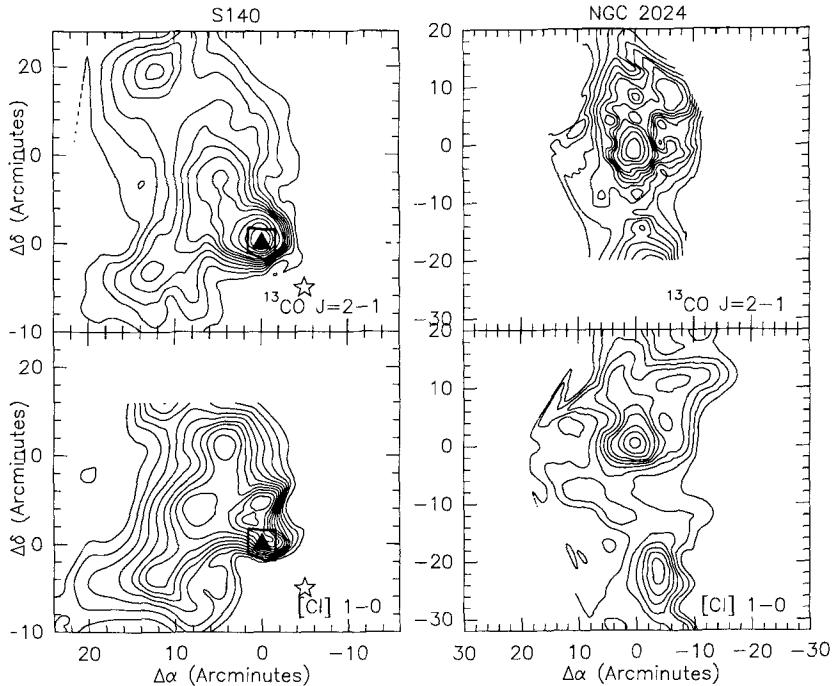 S140
NGC 2024
Δδ (Arcminutes)
20
10
0
-10
¹³CO J=2-1
20
10
0
-10
-20
-30
¹³CO J=2-1
Δδ (Arcminutes)
20
10
0
-10
[CI] 1-0
10
0
-10
-20
-30
[CI] 1-0
20 10 0 -10
Δα (Arcminutes)
30 20 10 0 -10 -20 -30
Δα (Arcminutes)